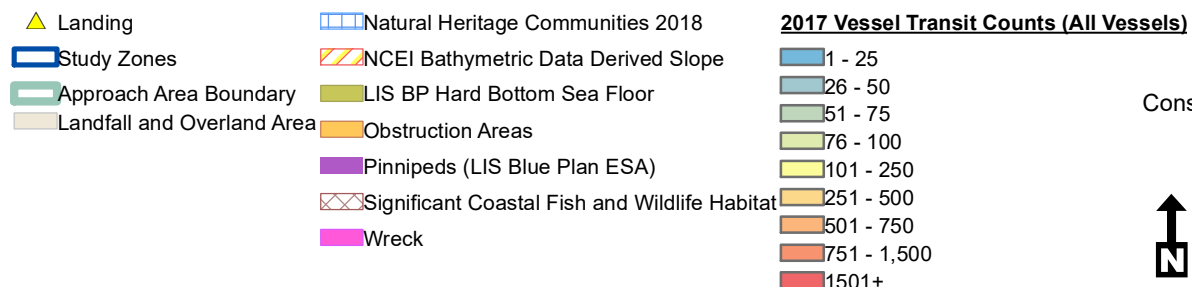 Landing
Study Zones
Approach Area Boundary
Landfall and Overland Area
Natural Heritage Communities 2018
NCEI Bathymetric Data Derived Slope
LIS BP Hard Bottom Sea Floor
Obstruction Areas
Pinnipeds (LIS Blue Plan ESA)
Significant Coastal Fish and Wildlife Habitat
Wreck
2017 Vessel Transit Counts (All Vessels)
1 - 25
26 - 50
51 - 75
76 - 100
101 - 250
251 - 500
501 - 750
751 - 1,500
1501+
Cons
N